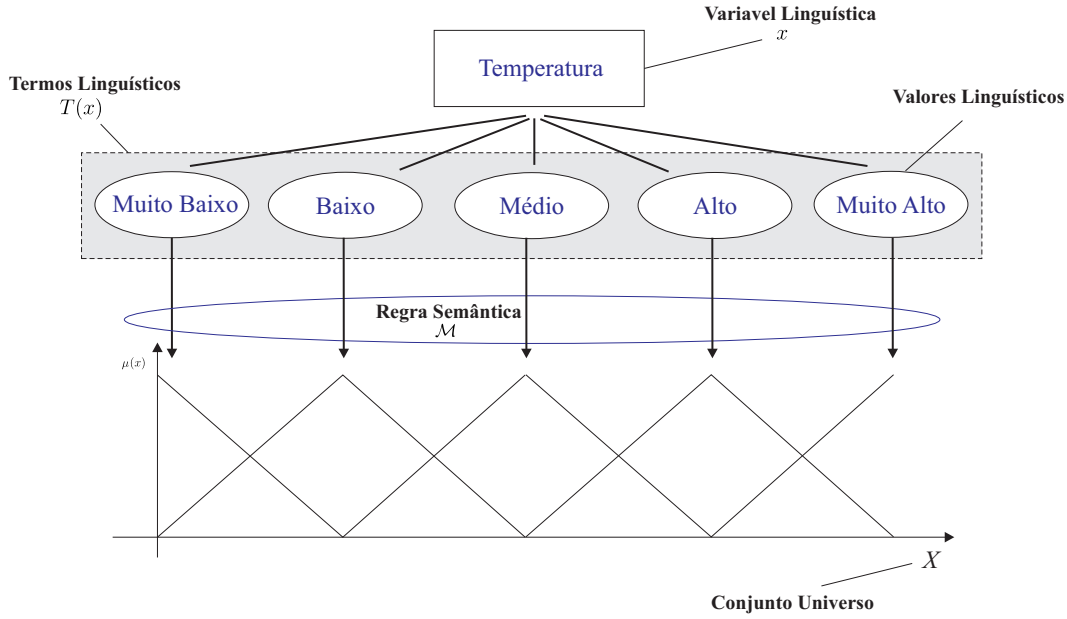 Variavel Linguística
x
Temperatura
Termos Linguísticos
T(x)
Valores Linguísticos
Muito Baixo
Baixo
Médio
Alto
Muito Alto
Regra Semântica
ℳ
μ(x)
X
Conjunto Universo